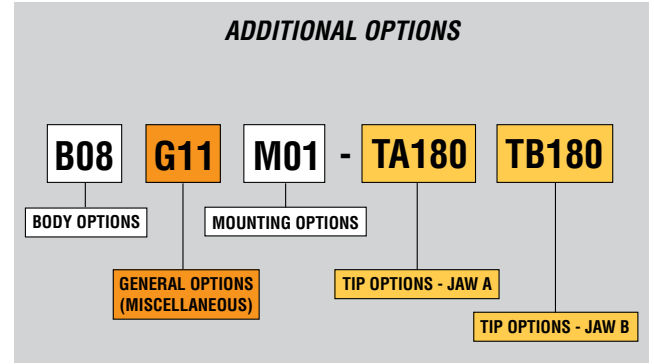 ADDITIONAL OPTIONS
B08 G11 M01 - TA180 TB180
BODY OPTIONS
MOUNTING OPTIONS
GENERAL OPTIONS
(MISCELLANEOUS)
TIP OPTIONS - JAW A
TIP OPTIONS - JAW B